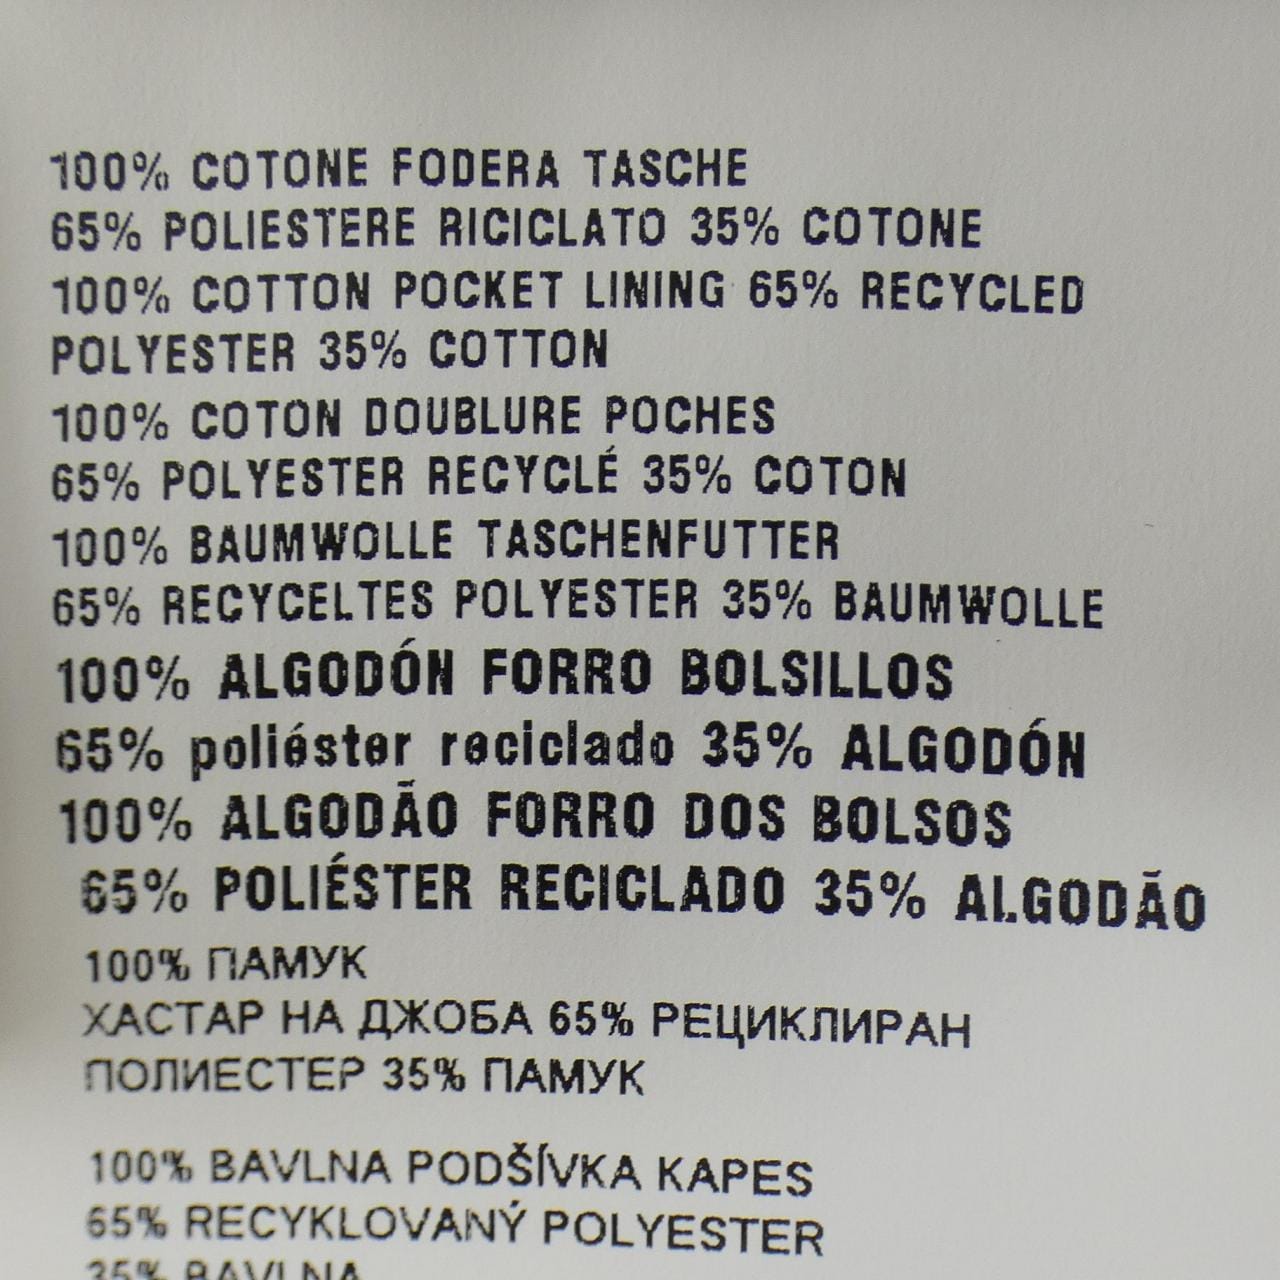 100% COTONE FODERA TASCHE
65% POLIESTERE RICICLATO 35% COTONE
100% COTTON POCKET LINING 65% RECYCLED
POLYESTER 35% COTTON
100% COTON DOUBLURE POCHES
65% POLYESTER RECYCLÉ 35% COTON
100% BAUMWOLLE TASCHENFUTTER
65% RECYCELTES POLYESTER 35% BAUMWOLLE
100% ALGODÓN FORRO BOLSILLOS
65% poliéster reciclado 35% ALGODÓN
100% ALGODÃO FORRO DOS BOLSOS
65% POLIÉSTER RECICLADO 35% ALGODÃO
100% ПАМУК
ХАСТАР НА ДЖОБА 65% РЕЦИКЛИРАН
ПОЛИЕСТЕР 35% ПАМУК
100% BAVLNA PODŠÍVKA KAPES
65% RECYKLOVANÝ POLYESTER
35% BAVLNA